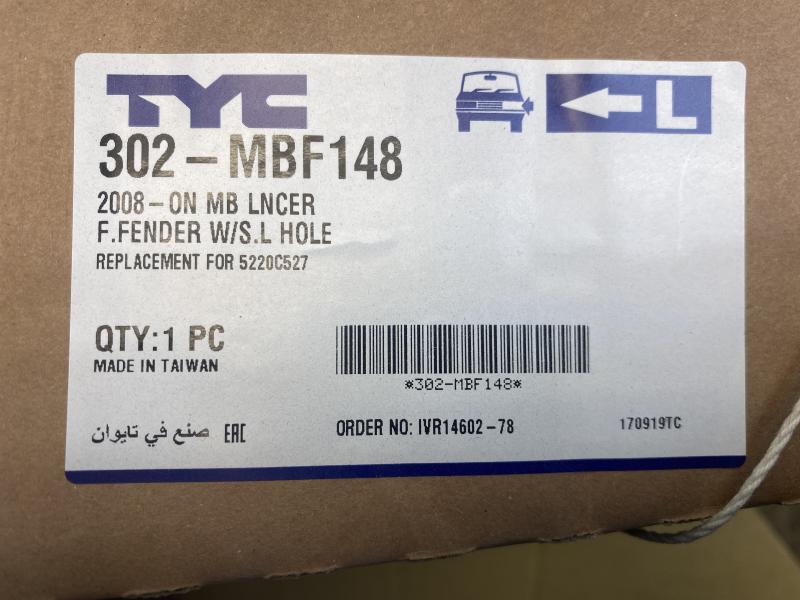 TYC
L
302-MBF148
2008-ON MB LNCER
F.FENDER W/S.L HOLE
REPLACEMENT FOR 5220C527
QTY:1 PC
MADE IN TAIWAN
*302-MBF148*
صنع في تايوان EAC
ORDER NO: IVR14602-78
170919TC